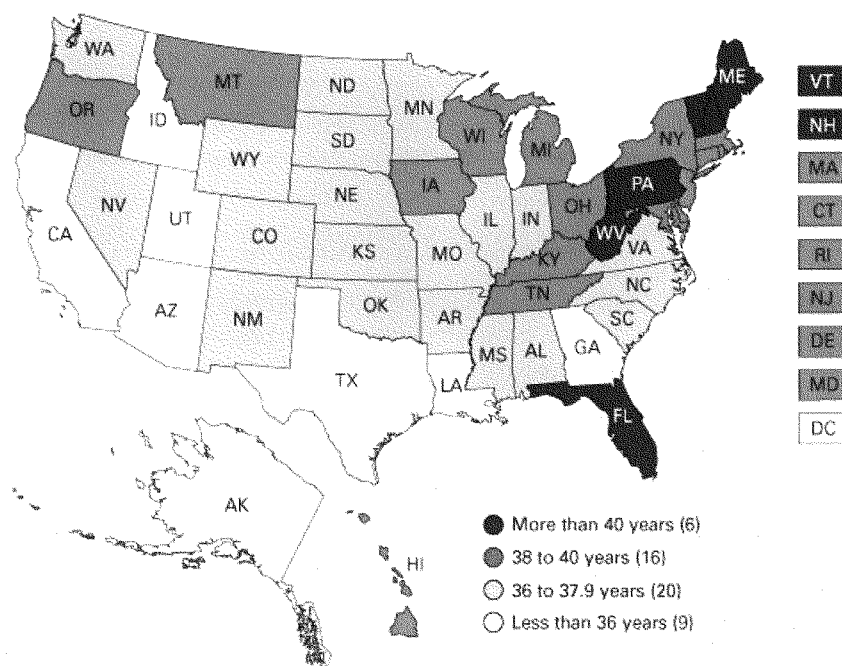 WA
MT
ND
MN
ME
OR
ID
SD
WI
MI
NY
WY
NE
IA
PA
NV
UT
CO
IL
IN
OH
WV
VA
CA
KS
MO
KY
NC
AZ
NM
OK
AR
TN
SC
MS
AL
GA
TX
LA
FL
AK
HI
VT
NH
MA
CT
RI
NJ
DE
MD
DC
More than 40 years (6)
38 to 40 years (16)
36 to 37.9 years (20)
Less than 36 years (9)